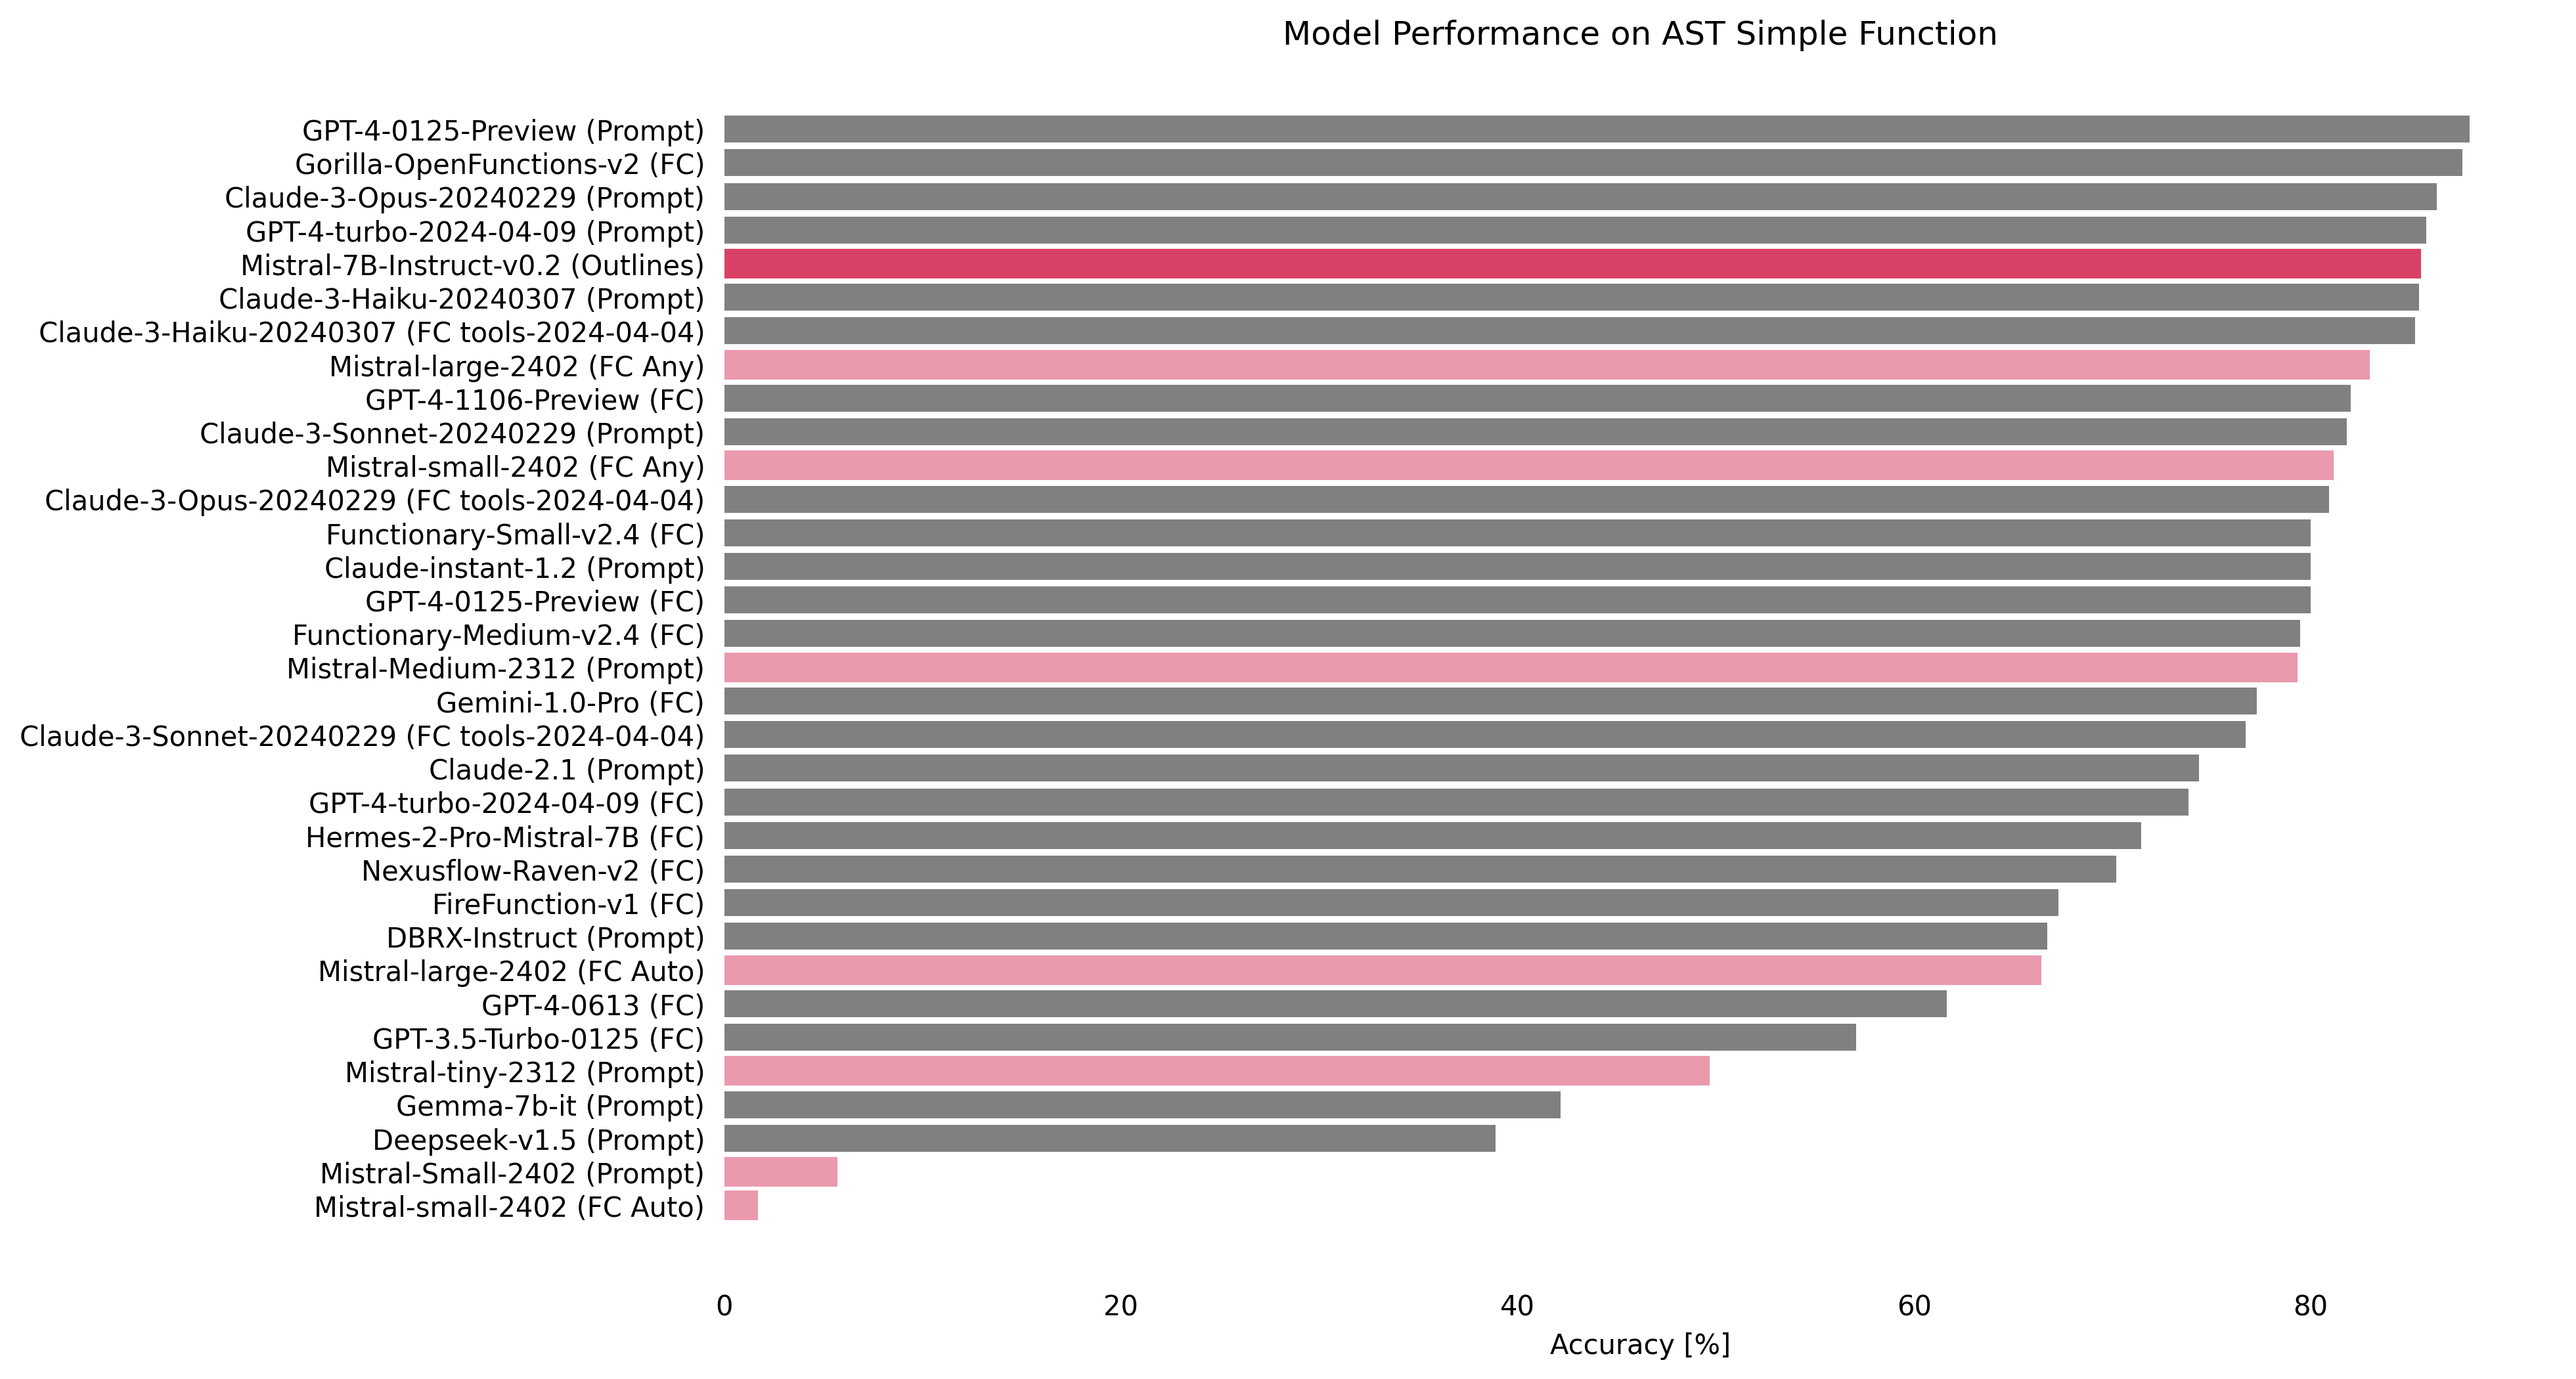 Model Performance on AST Simple Function
GPT-4-0125-Preview (Prompt)
Gorilla-OpenFunctions-v2 (FC)
Claude-3-Opus-20240229 (Prompt)
GPT-4-turbo-2024-04-09 (Prompt)
Mistral-7B-Instruct-v0.2 (Outlines)
Claude-3-Haiku-20240307 (Prompt)
Claude-3-Haiku-20240307 (FC tools-2024-04-04)
Mistral-large-2402 (FC Any)
GPT-4-1106-Preview (FC)
Claude-3-Sonnet-20240229 (Prompt)
Mistral-small-2402 (FC Any)
Claude-3-Opus-20240229 (FC tools-2024-04-04)
Functionary-Small-v2.4 (FC)
Claude-instant-1.2 (Prompt)
GPT-4-0125-Preview (FC)
Functionary-Medium-v2.4 (FC)
Mistral-Medium-2312 (Prompt)
Gemini-1.0-Pro (FC)
Claude-3-Sonnet-20240229 (FC tools-2024-04-04)
Claude-2.1 (Prompt)
GPT-4-turbo-2024-04-09 (FC)
Hermes-2-Pro-Mistral-7B (FC)
Nexusflow-Raven-v2 (FC)
FireFunction-v1 (FC)
DBRX-Instruct (Prompt)
Mistral-large-2402 (FC Auto)
GPT-4-0613 (FC)
GPT-3.5-Turbo-0125 (FC)
Mistral-tiny-2312 (Prompt)
Gemma-7b-it (Prompt)
Deepseek-v1.5 (Prompt)
Mistral-Small-2402 (Prompt)
Mistral-small-2402 (FC Auto)
0 20 40 60 80
Accuracy [%]